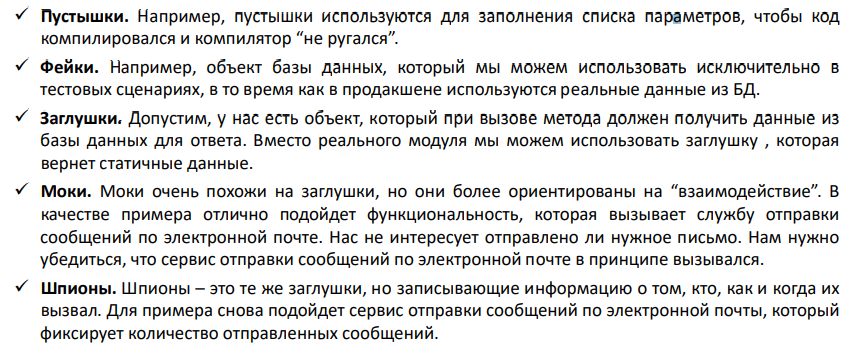 ✓ Пустышки. Например, пустышки используются для заполнения списка параметров, чтобы код
компилировался и компилятор “не ругался”.
✓ Фейки. Например, объект базы данных, который мы можем использовать исключительно в
тестовых сценариях, в то время как в продакшене используются реальные данные из БД.
✓ Заглушки. Допустим, у нас есть объект, который при вызове метода должен получить данные из
базы данных для ответа. Вместо реального модуля мы можем использовать заглушку , которая
вернет статичные данные.
✓ Моки. Моки очень похожи на заглушки, но они более ориентированы на “взаимодействие”. В
качестве примера отлично подойдет функциональность, которая вызывает службу отправки
сообщений по электронной почте. Нас не интересует отправлено ли нужное письмо. Нам нужно
убедиться, что сервис отправки сообщений по электронной почте в принципе вызывался.
✓ Шпионы. Шпионы – это те же заглушки, но записывающие информацию о том, кто, как и когда их
вызвал. Для примера снова подойдет сервис отправки сообщений по электронной почты, который
фиксирует количество отправленных сообщений.